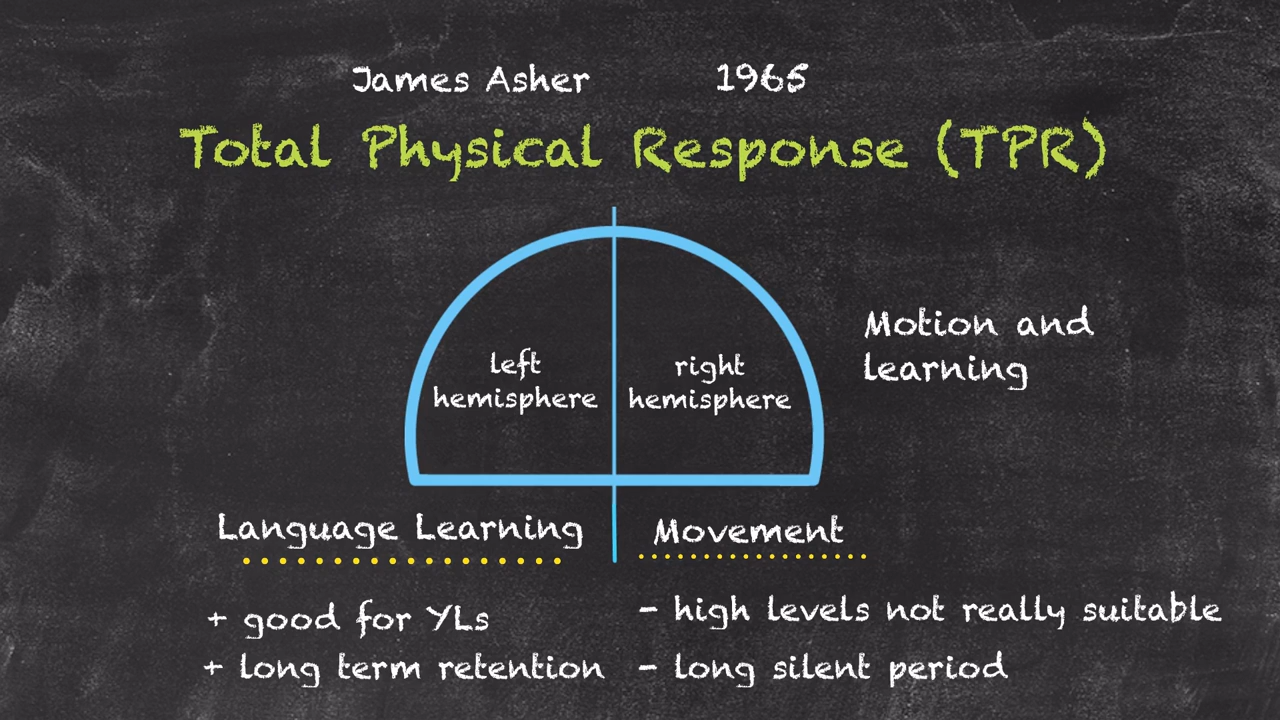 James Asher 1965
Total Physical Response (TPR)
left
hemisphere
right
hemisphere
Motion and
learning
Language Learning
Movement
+ good for YLs
+ long term retention
- high levels not really suitable
- long silent period